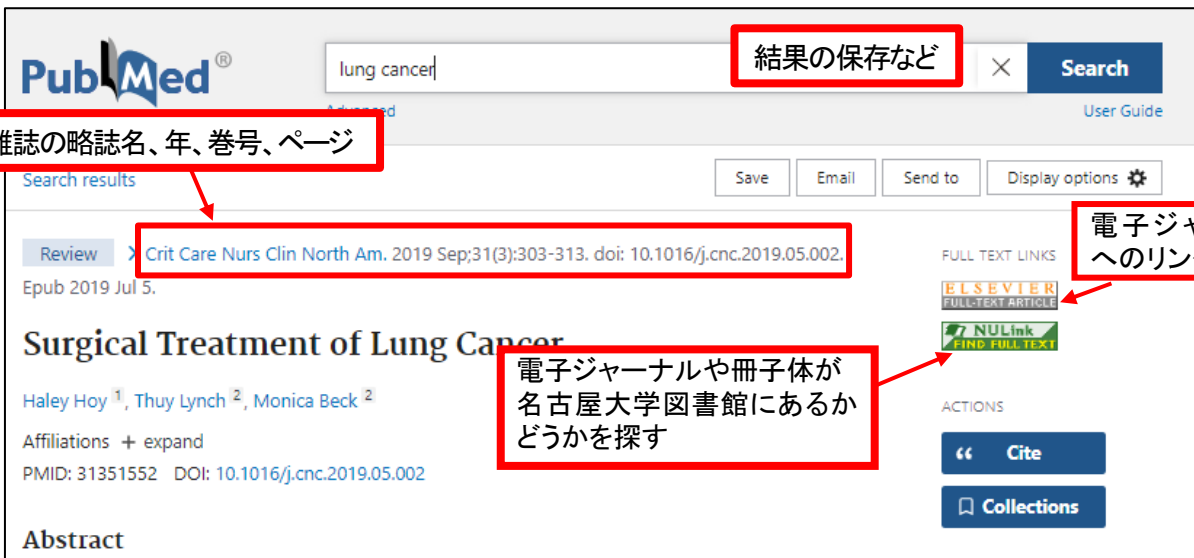 PubMed®
lung cancer
結果の保存など
Search
Advanced
User Guide
雑誌の略誌名、年、巻号、ページ
Search results
Save
Email
Send to
Display options
Review
Crit Care Nurs Clin North Am. 2019 Sep;31(3):303-313. doi: 10.1016/j.cnc.2019.05.002.
Epub 2019 Jul 5.
Surgical Treatment of Lung Cancer
Haley Hoy 1, Thuy Lynch 2, Monica Beck 2
Affiliations + expand
PMID: 31351552 DOI: 10.1016/j.cnc.2019.05.002
Abstract
電子ジャーナルや冊子体が
名古屋大学図書館にあるか
どうかを探す
FULL TEXT LINKS
電子ジャ
へのリン
ELSEVIER
FULL-TEXT ARTICLE
NULink
FIND FULL TEXT
ACTIONS
Cite
Collections